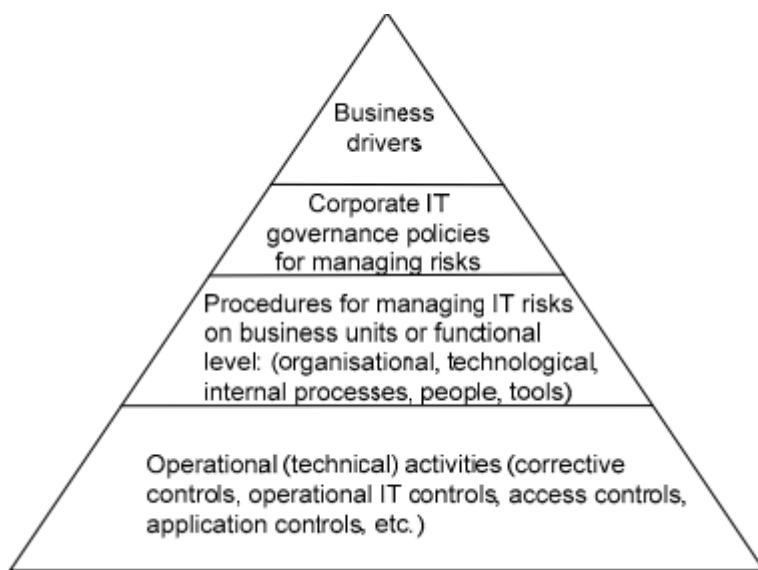 Business
drivers
Corporate IT
governance policies
for managing risks
Procedures for managing IT risks
on business units or functional
level: (organisational, technological,
internal processes, people, tools)
Operational (technical) activities (corrective
controls, operational IT controls, access controls,
application controls, etc.)